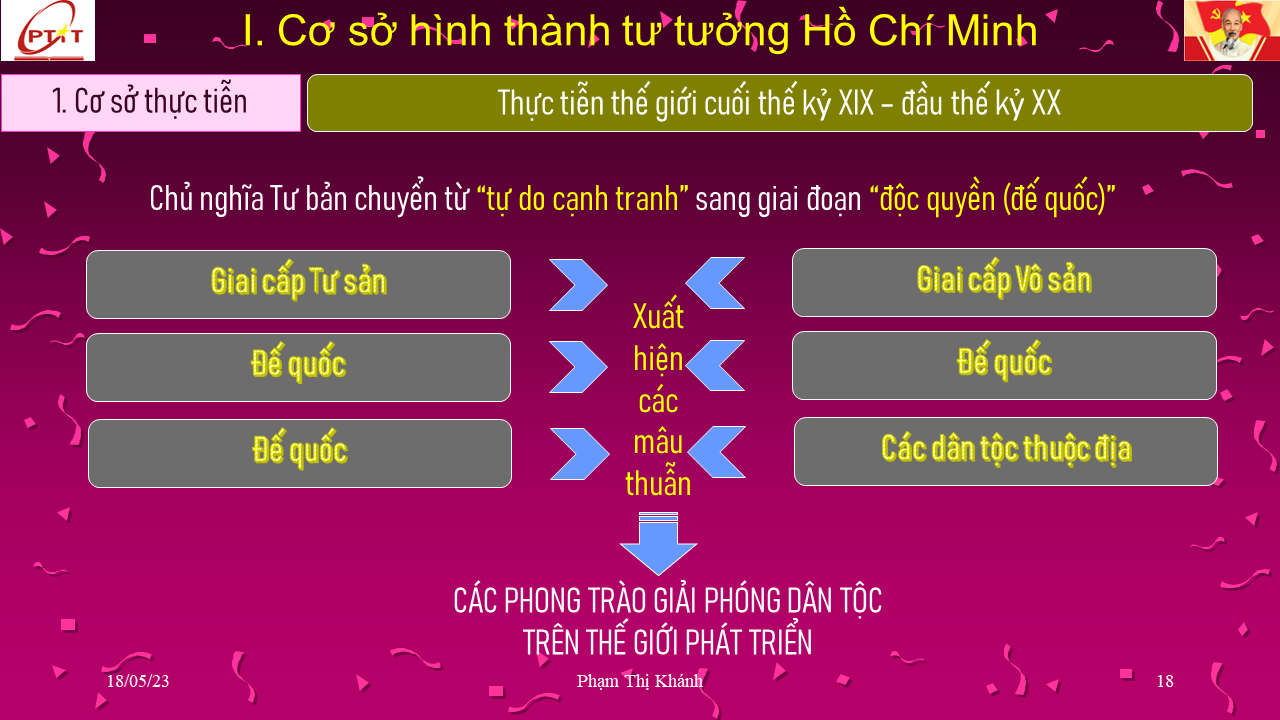 PTiT
I. Cơ sở hình thành tư tưởng Hồ Chí Minh
1. Cơ sở thực tiễn
Thực tiễn thế giới cuối thế kỷ XIX – đầu thế kỷ XX
Chủ nghĩa Tư bản chuyển từ “tự do cạnh tranh” sang giai đoạn “độc quyền (đế quốc)”
Giai cấp Tư sản
Giai cấp Vô sản
Đế quốc
Đế quốc
Đế quốc
Các dân tộc thuộc địa
Xuất
hiện
các
mâu
thuẫn
CÁC PHONG TRÀO GIẢI PHÓNG DÂN TỘC
TRÊN THẾ GIỚI PHÁT TRIỂN
18/05/23
Phạm Thị Khánh
18